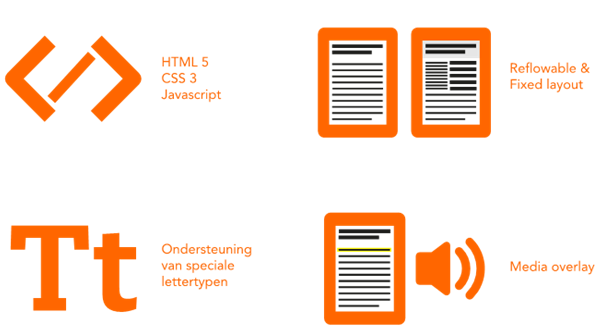 HTML 5
CSS 3
Javascript
Reflowable &
Fixed layout
Tt
Ondersteuning
van speciale
lettertypen
Media overlay